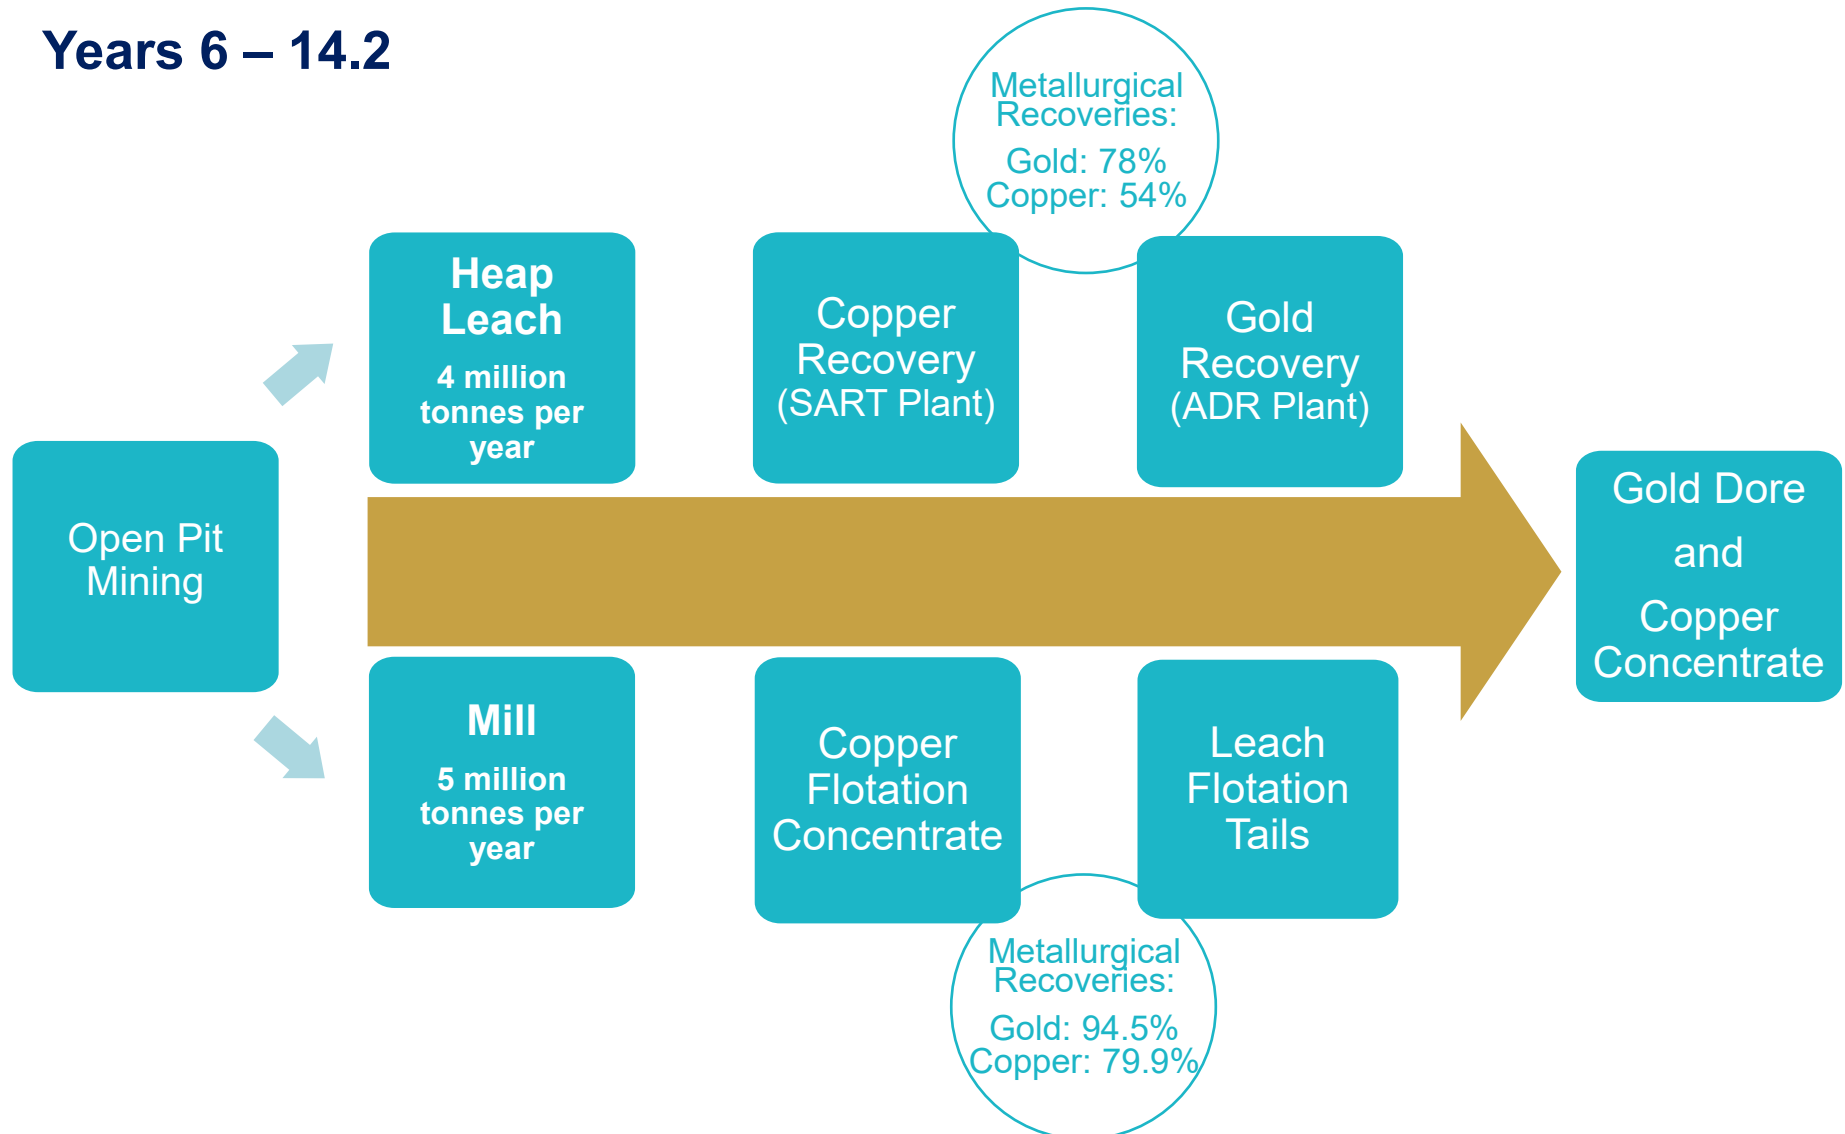 Years 6 – 14.2
Metallurgical
Recoveries:
Gold: 78%
Copper: 54%
Heap
Leach
4 million
tonnes per
year
Copper
Recovery
(SART Plant)
Gold
Recovery
(ADR Plant)
Open Pit
Mining
Gold Dore
and
Copper
Concentrate
Mill
5 million
tonnes per
year
Copper
Flotation
Concentrate
Leach
Flotation
Tails
Metallurgical
Recoveries:
Gold: 94.5%
Copper: 79.9%